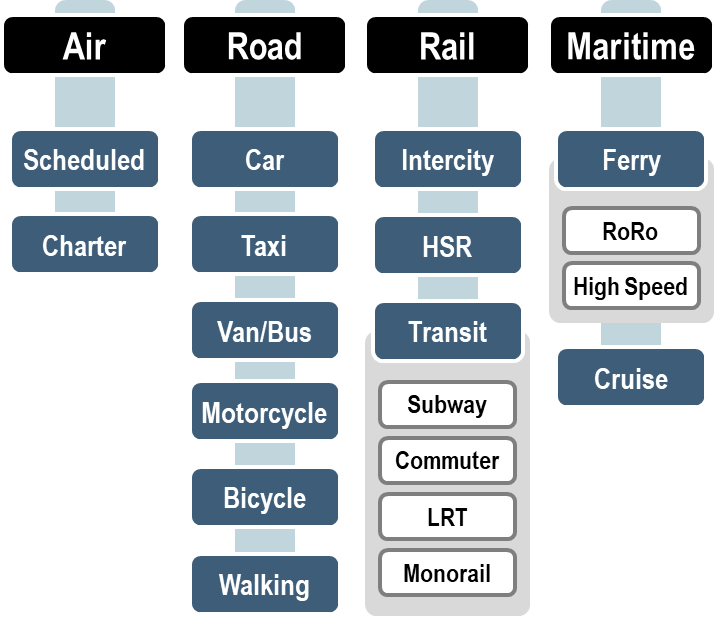 Air
Scheduled
Charter
Road
Car
Taxi
Van/Bus
Motorcycle
Bicycle
Walking
Rail
Intercity
HSR
Transit
Subway
Commuter
LRT
Monorail
Maritime
Ferry
RoRo
High Speed
Cruise